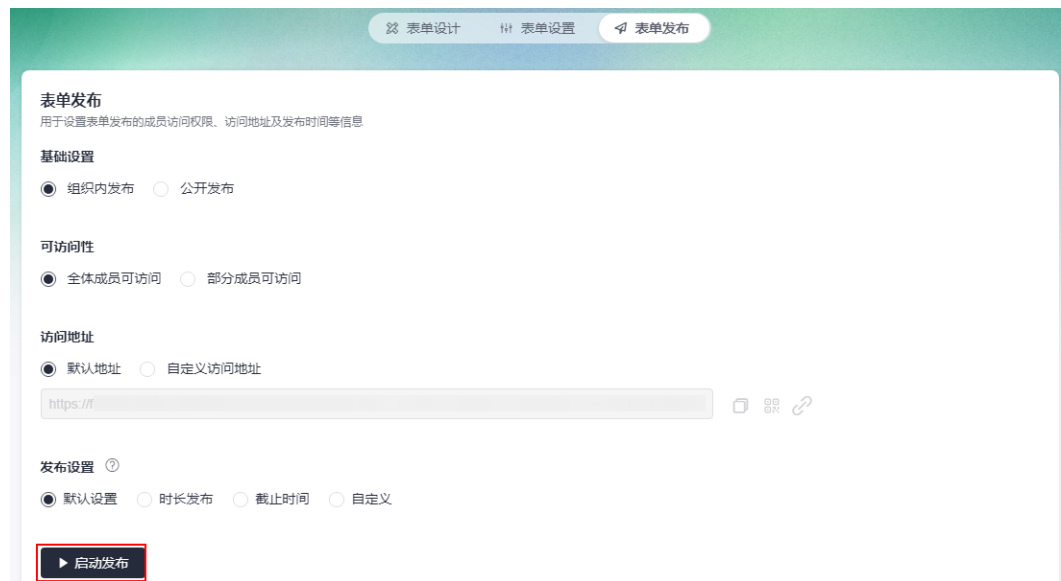 表单设计 表单设置 表单发布
表单发布
用于设置表单发布的成员访问权限、访问地址及发布时间等信息
基础设置
组织内发布 公开发布
可访问性
全体成员可访问 部分成员可访问
访问地址
默认地址 自定义访问地址
https://f
发布设置
默认设置 时长发布 截止时间 自定义
启动发布